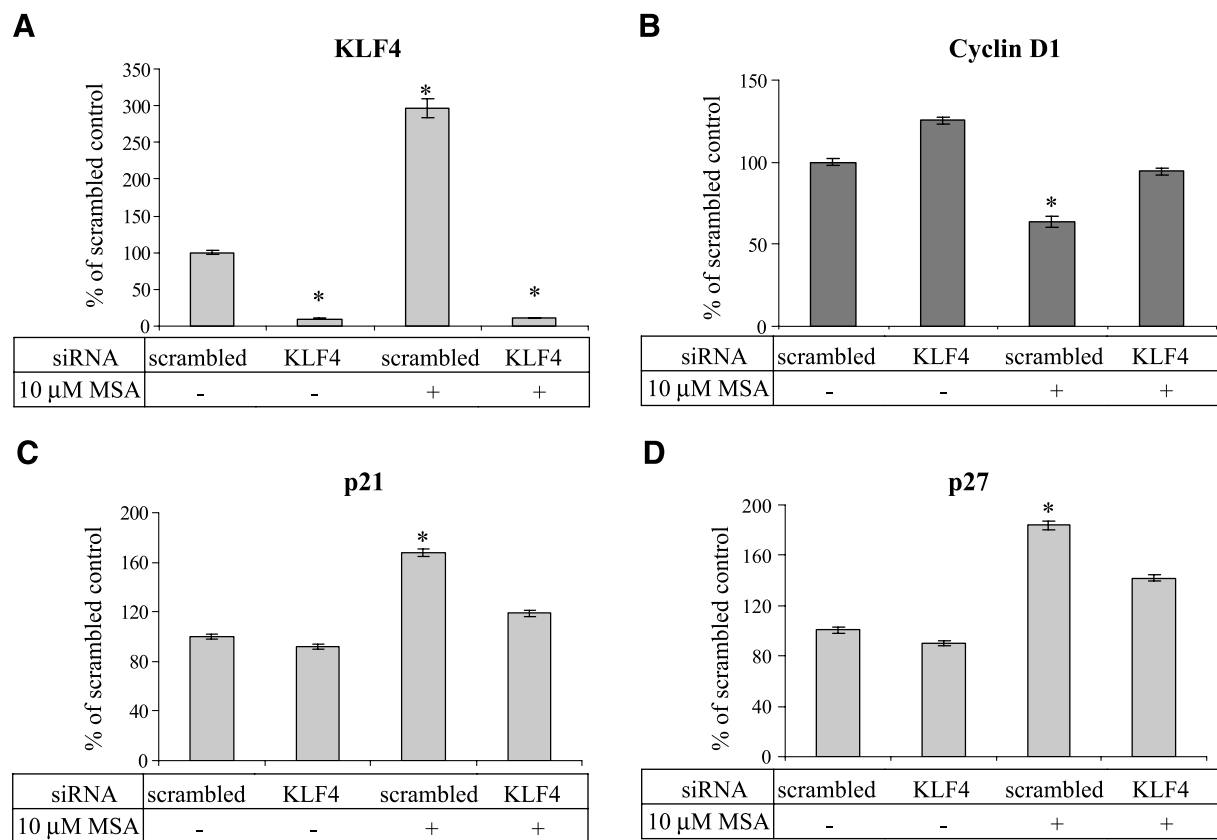 A
KLF4
% of scrambled control
350
300
250
200
150
100
50
0
*
*
*
siRNA scrambled KLF4 scrambled KLF4
10 µM MSA - - + +
B
Cyclin D1
% of scrambled control
150
100
50
0
*
siRNA scrambled KLF4 scrambled KLF4
10 µM MSA - - + +
C
p21
% of scrambled control
200
160
120
80
40
0
*
siRNA scrambled KLF4 scrambled KLF4
10 µM MSA - - + +
D
p27
% of scrambled control
200
160
120
80
40
0
*
siRNA scrambled KLF4 scrambled KLF4
10 µM MSA - - + +